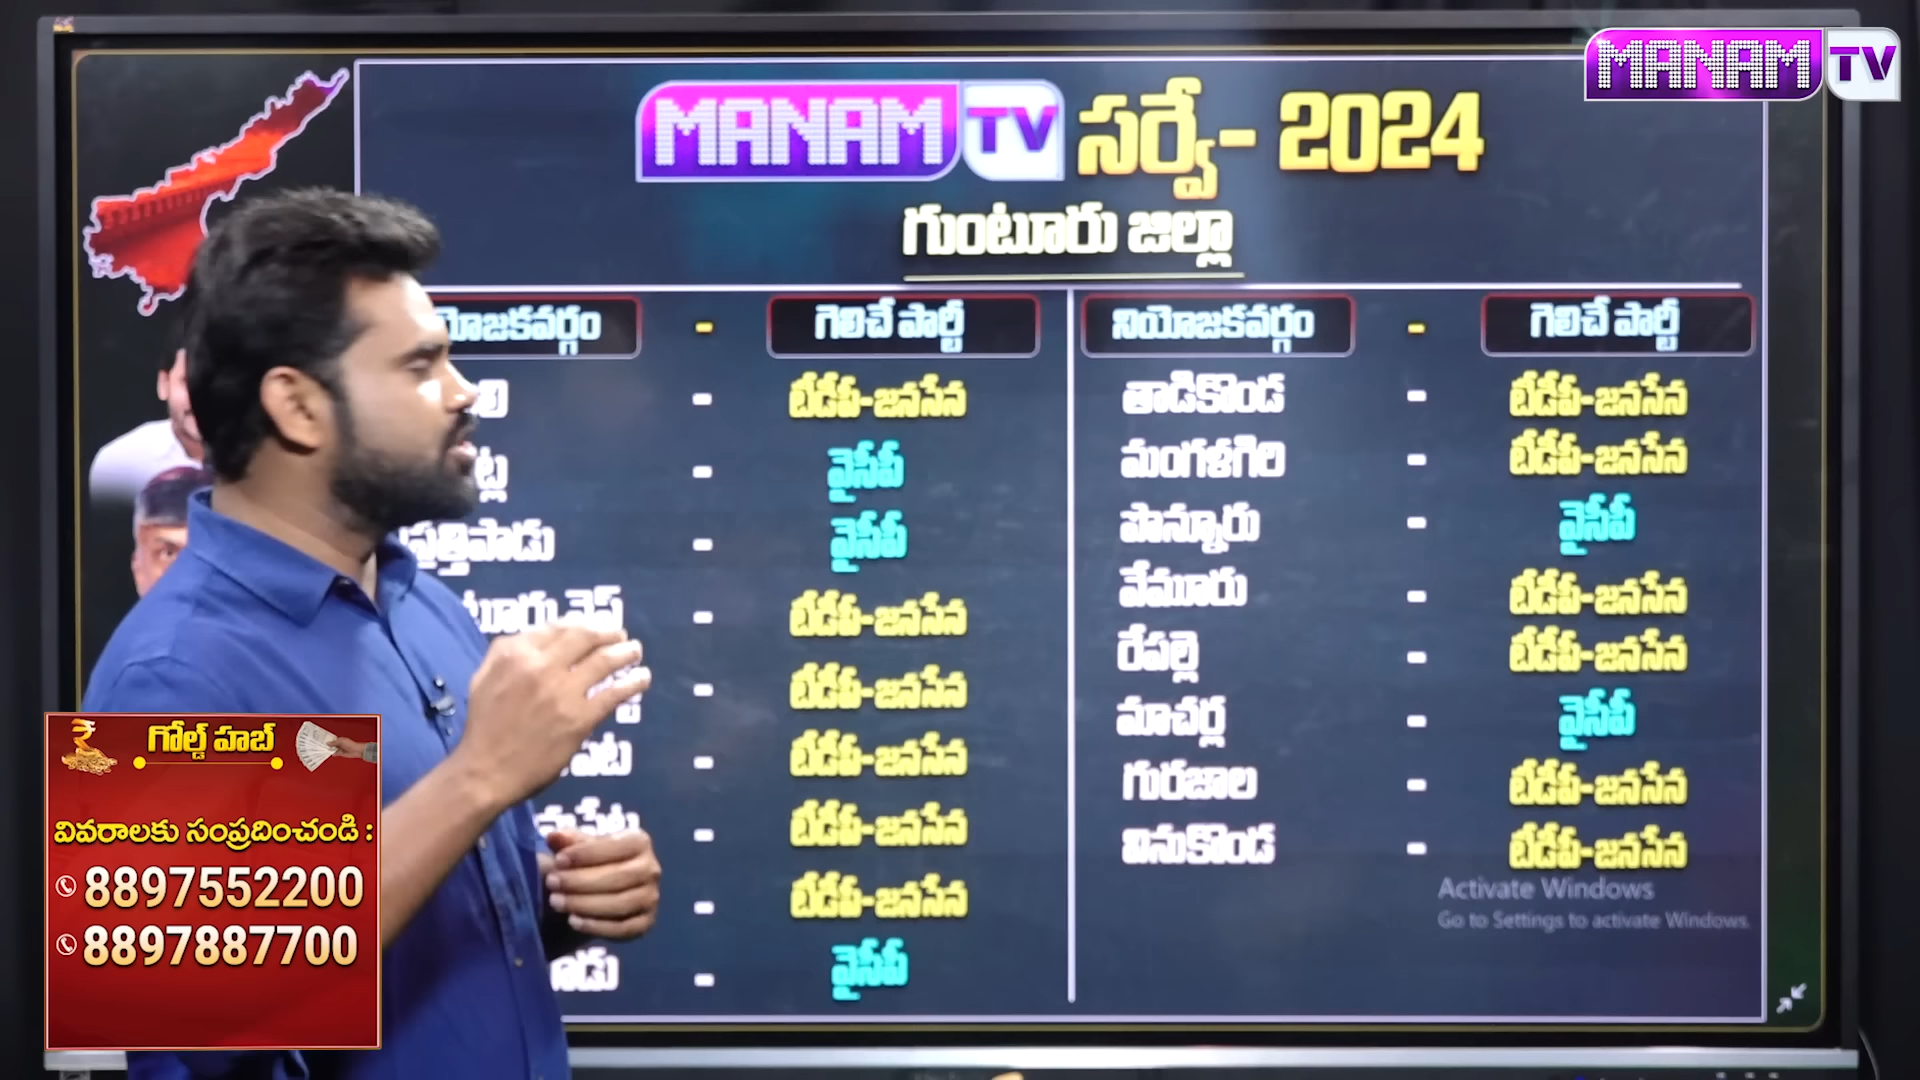 MANAM TV
MANAM TV సర్వే- 2024
గుంటూరు జిల్లా
గెలిచే పార్టీ
నియోజకవర్గం - గెలిచే పార్టీ
- టీడీపీ-జనసేన
- వైసీపీ
- వైసీపీ
- టీడీపీ-జనసేన
- టీడీపీ-జనసేన
- టీడీపీ-జనసేన
- టీడీపీ-జనసేన
- టీడీపీ-జనసేన
- వైసీపీ
తాడికొండ - టీడీపీ-జనసేన
మంగళగిరి - టీడీపీ-జనసేన
పొన్నూరు - వైసీపీ
వేమూరు - టీడీపీ-జనసేన
రేపల్లె - టీడీపీ-జనసేన
మాచర్ల - వైసీపీ
గురజాల - టీడీపీ-జనసేన
వినుకొండ - టీడీపీ-జనసేన
Activate Windows
Go to Settings to activate Windows.
గోల్డ్ హబ్
వివరాలకు సంప్రదించండి :
8897552200
8897887700